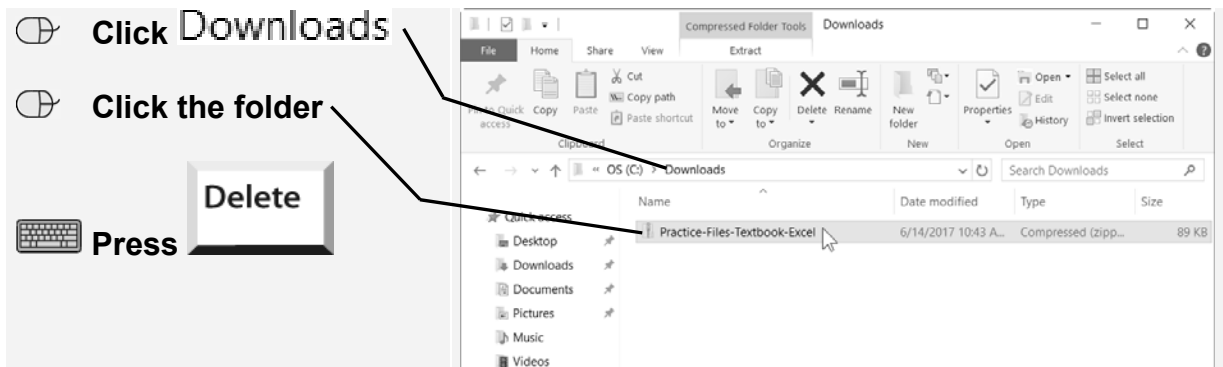 Click Downloads
Click the folder
Delete
Press
Compressed Folder Tools Downloads
File Home Share View Extract
Copy Paste Cut
Copy path
Paste shortcut
Quick access
Move to Copy to Delete Rename
New folder
Properties
Open
Edit
History
Select all
Select none
Invert selection
Clipboard Organize New Open Select
« OS (C:) > Downloads Search Downloads
Name Date modified Type Size
Quick access
Practice-Files-Textbook-Excel 6/14/2017 10:43 A... Compressed (zipp... 89 KB
Desktop
Downloads
Documents
Pictures
Music
Videos